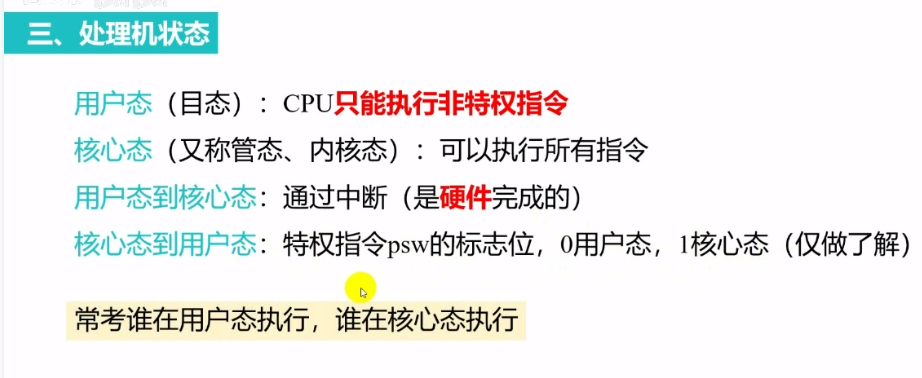 三、处理机状态
用户态（目态）：CPU只能执行非特权指令
核心态（又称管态、内核态）：可以执行所有指令
用户态到核心态：通过中断（是硬件完成的）
核心态到用户态：特权指令psw的标志位，0用户态，1核心态（仅做了解）
常考谁在用户态执行，谁在核心态执行